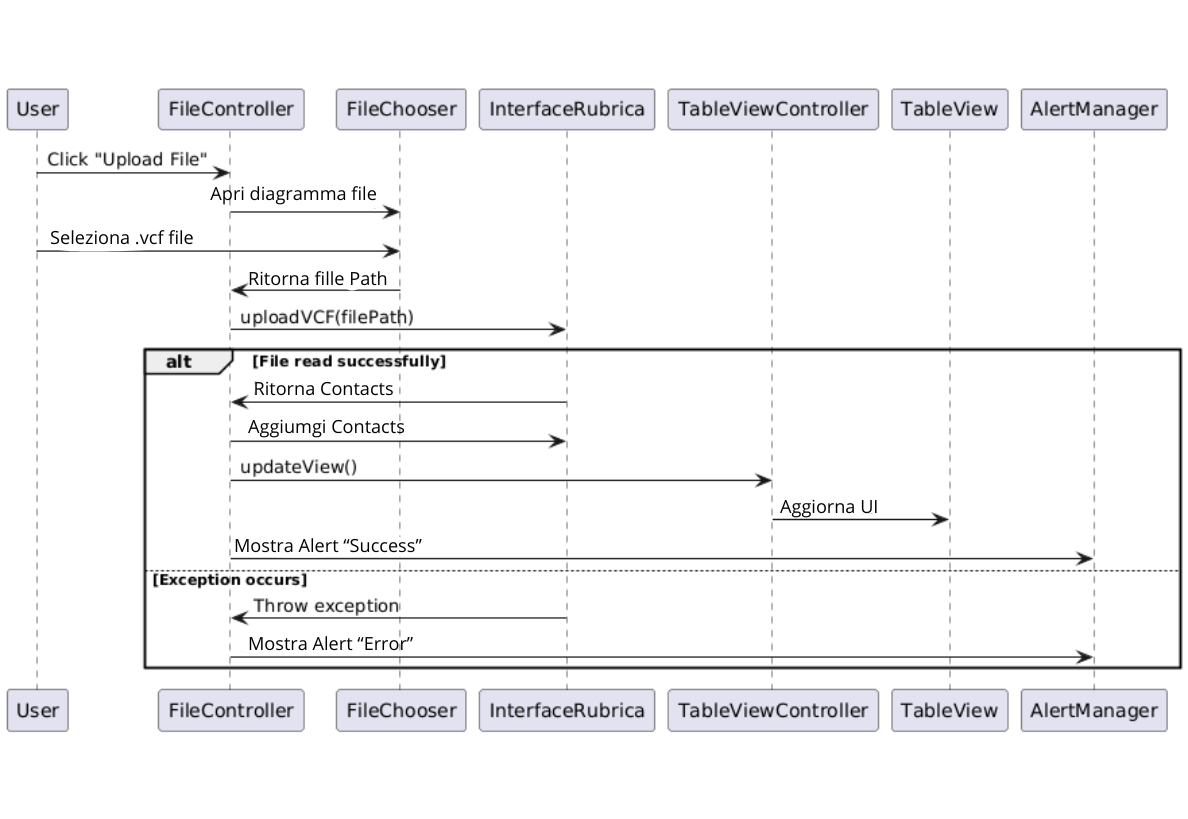 User FileController FileChooser InterfaceRubrica TableViewController TableView AlertManager
Click "Upload File"
Apri diagramma file
Seleziona .vcf file
Ritorna fille Path
uploadVCF(filePath)
alt [File read successfully]
Ritorna Contacts
Aggiumgi Contacts
updateView()
Aggiorna UI
Mostra Alert “Success”
[Exception occurs]
Throw exception
Mostra Alert “Error”
User FileController FileChooser InterfaceRubrica TableViewController TableView AlertManager